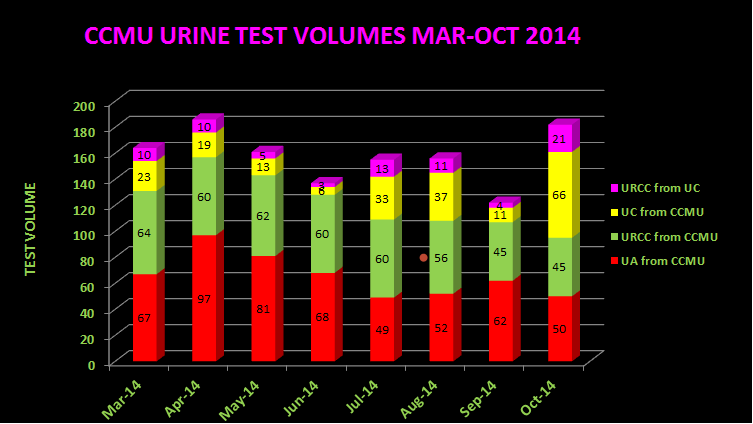 CCMU URINE TEST VOLUMES MAR-OCT 2014
TEST VOLUME
200
180
160
140
120
100
80
60
40
20
0
10 10 5 13 11 4 21
23 19 13 6 33 37 11 66
64 60 62 60 60 56 45 45
67 97 81 68 49 52 62 50
Mar-14 Apr-14 May-14 Jun-14 Jul-14 Aug-14 Sep-14 Oct-14
URCC from UC
UC from CCMU
URCC from CCMU
UA from CCMU